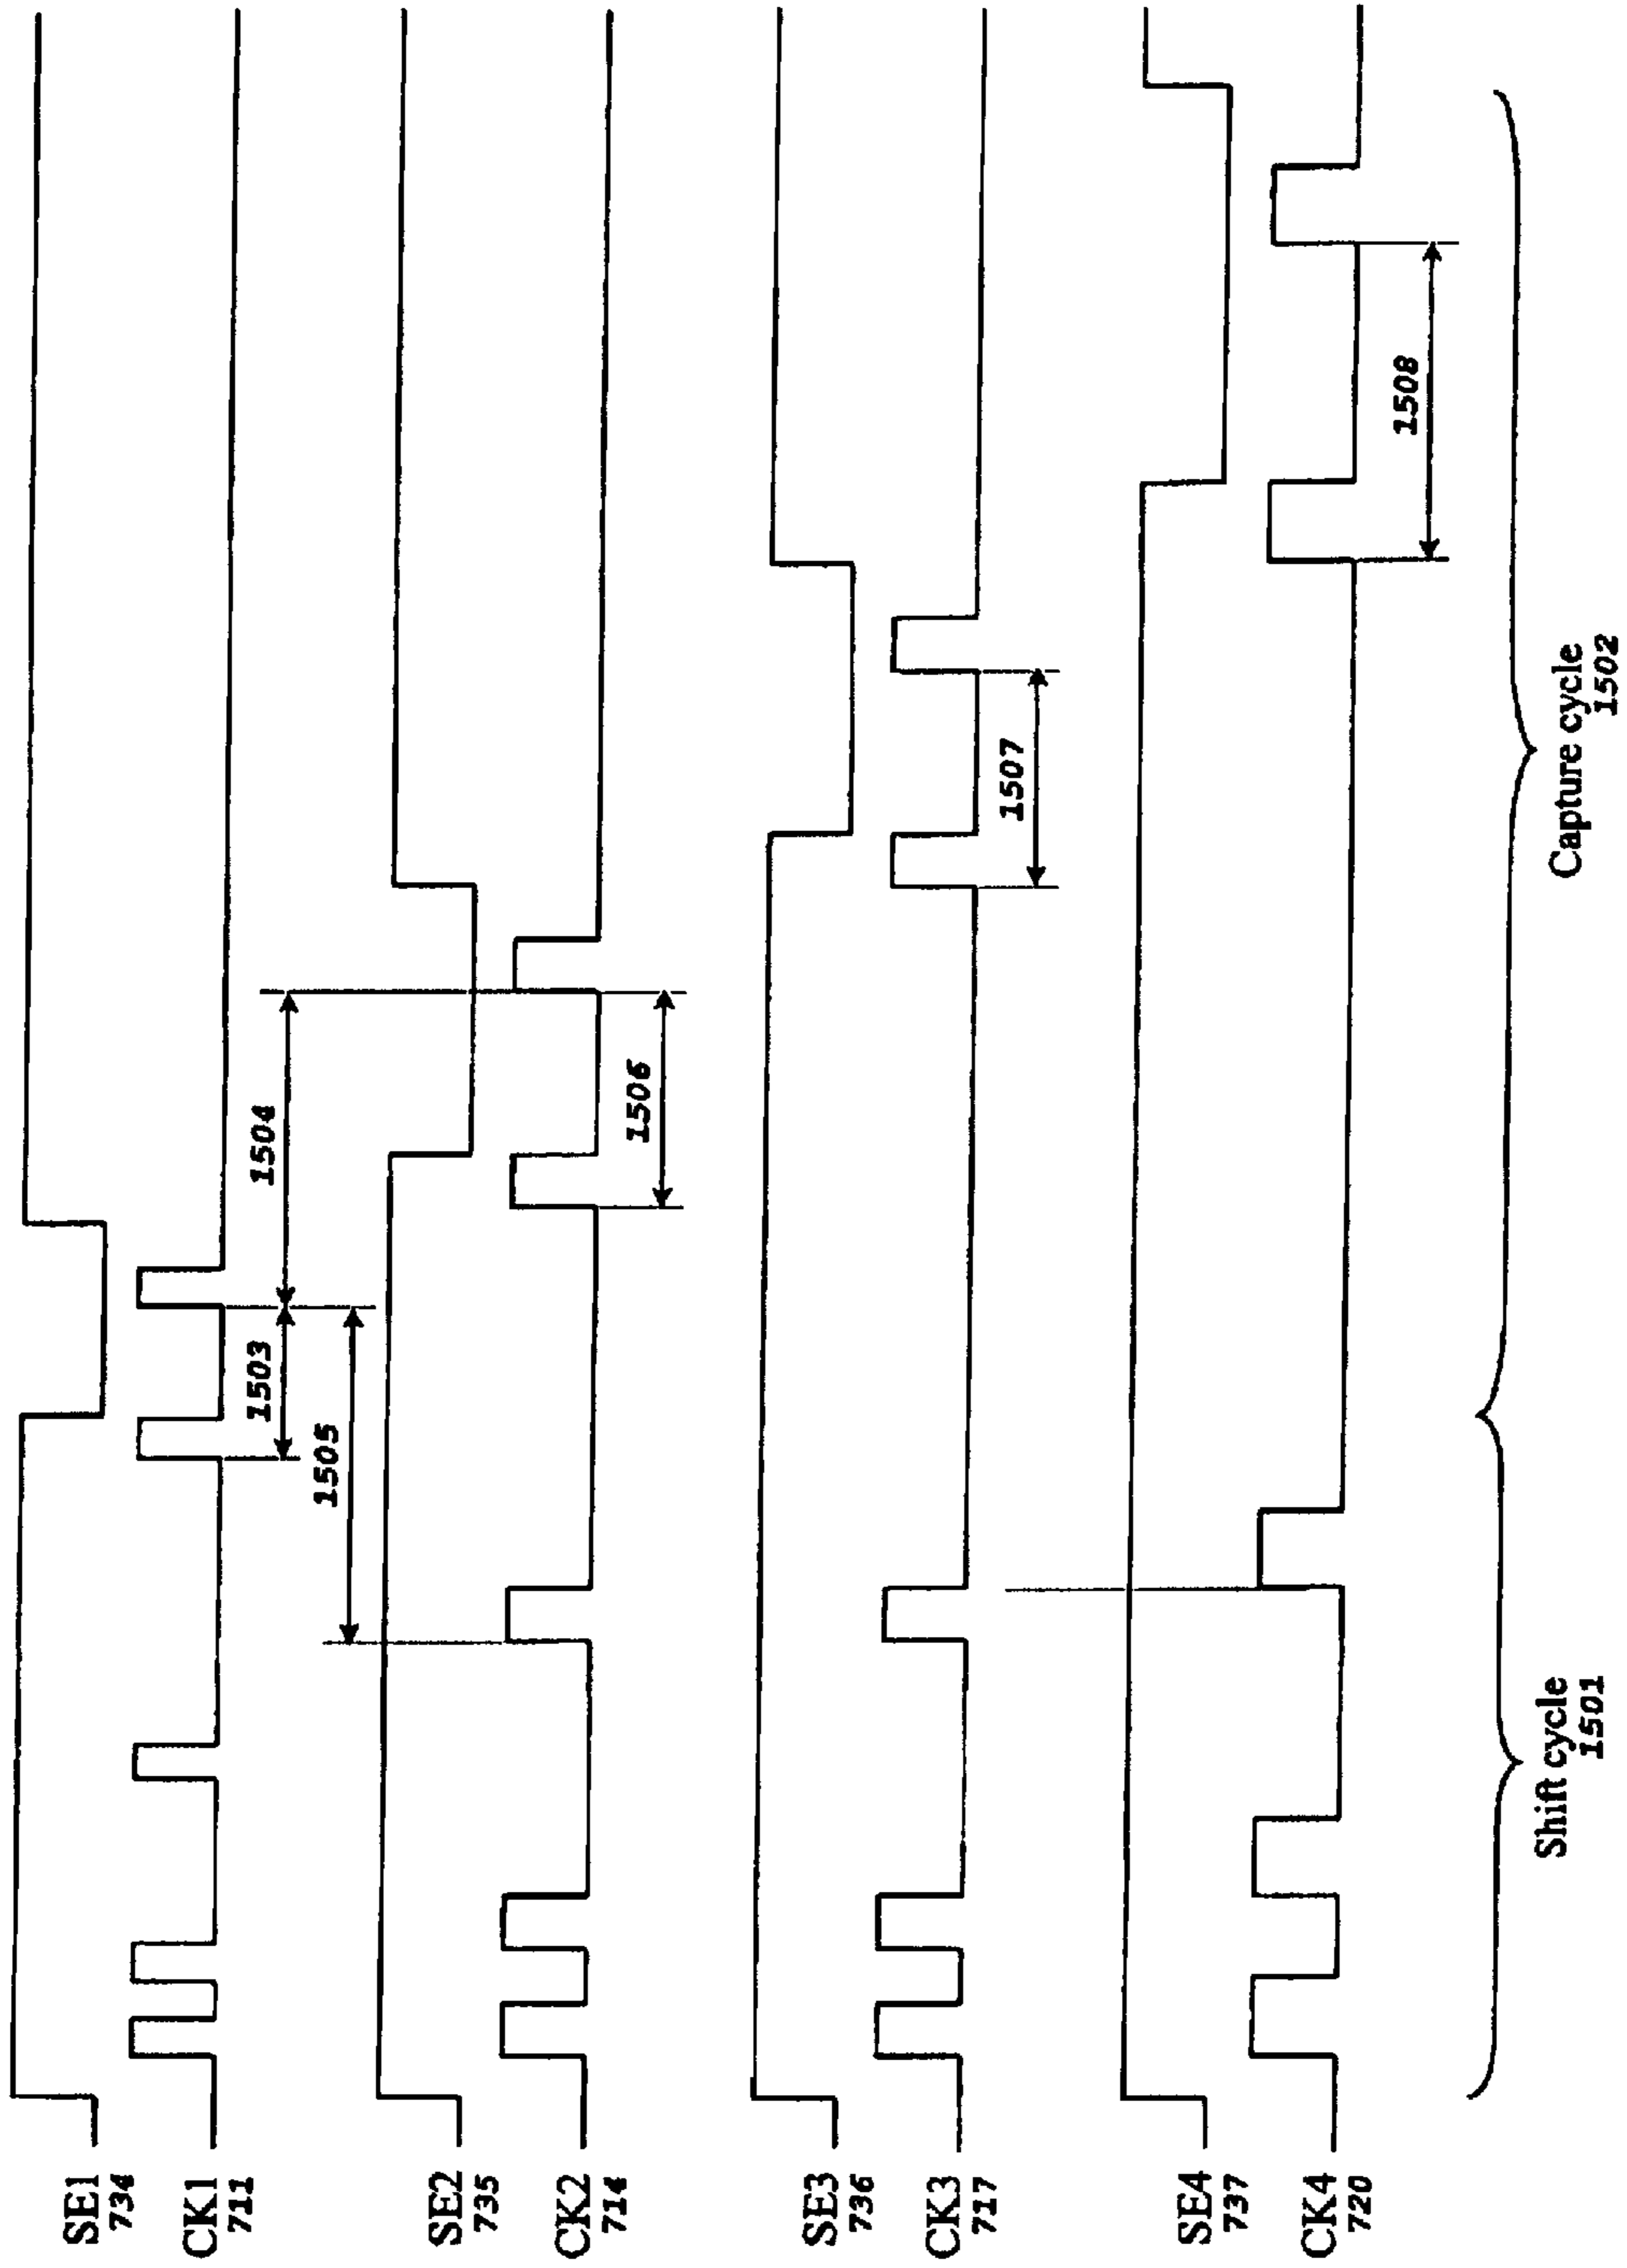 SE1
734
CK1
711
1503
1504
1505
SE2
735
CK2
714
1506
SE3
736
CK3
717
1507
SE4
737
CK4
720
1508
Shift cycle
1501
Capture cycle
1502